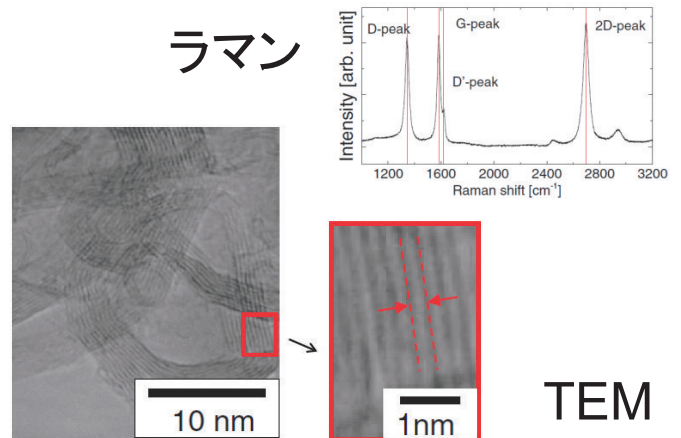 ラマン
D-peak
G-peak
2D-peak
D'-peak
Intensity [arb. unit]
1200
1600
2000
2400
2800
3200
Raman shift [cm⁻¹]
10 nm
1nm
TEM